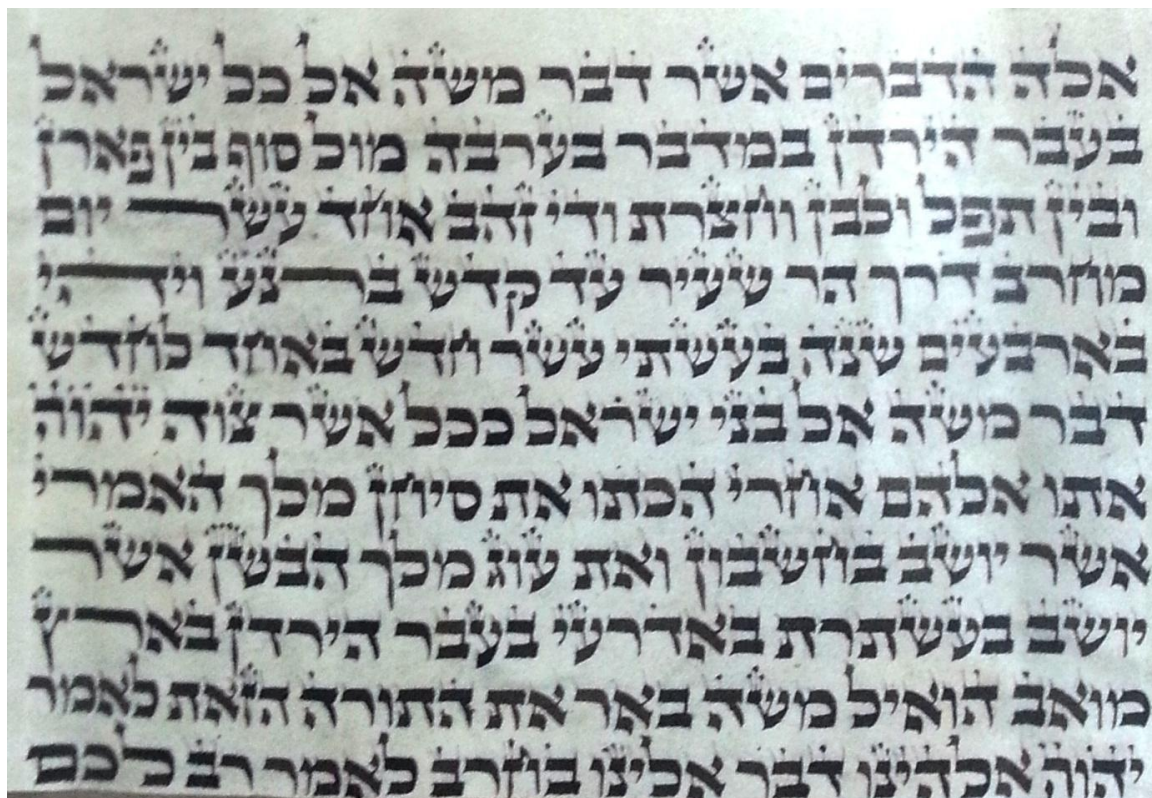 אלה הדברים אשר דבר משה אל כל ישראל
בעבר הירדן במדבר בערבה מול סוף בין פארן
ובין תפל ולבן וחצרת ודי זהב אחד עשר יום
מחרב דרך הר שעיר עד קדש ברנע ויהי
בארבעים שנה בעשתי עשר חדש באחד לחדש
דבר משה אל בני ישראל ככל אשר צוה יהוה
אתו אלהם אחרי הכתו את סיחן מלך האמרי
אשר יושב בחשבון ואת עוג מלך הבשן אשר
יושב בעשתרת באדרעי בעבר הירדן בארץ
מואב הואיל משה באר את התורה הזאת לאמר
יהוה אלהינו דבר אלינו בחרב לאמר רב לכם